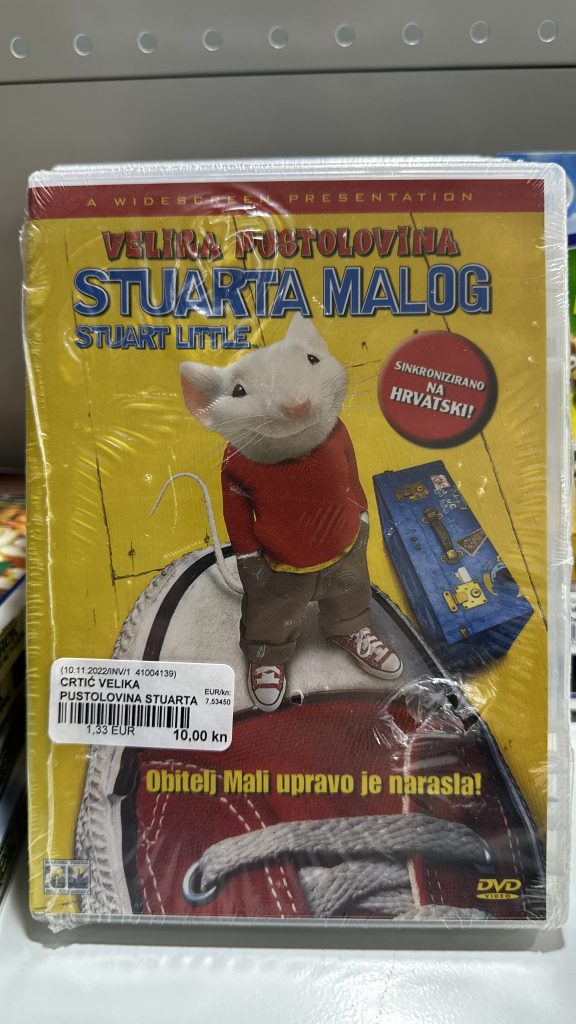 A WIDESCREEN PRESENTATION
VELIKA PUSTOLOVINA
STUARTA MALOG
STUART LITTLE
SINKRONIZIRANO
NA
HRVATSKI!
(10.11.2022/INV/1 41004139)
CRTIĆ VELIKA
PUSTOLOVINA STUARTA
EUR/kn:
7,53450
1,33 EUR
10,00 kn
Obitelj Mali upravo je narasla!
DVD
VIDEO